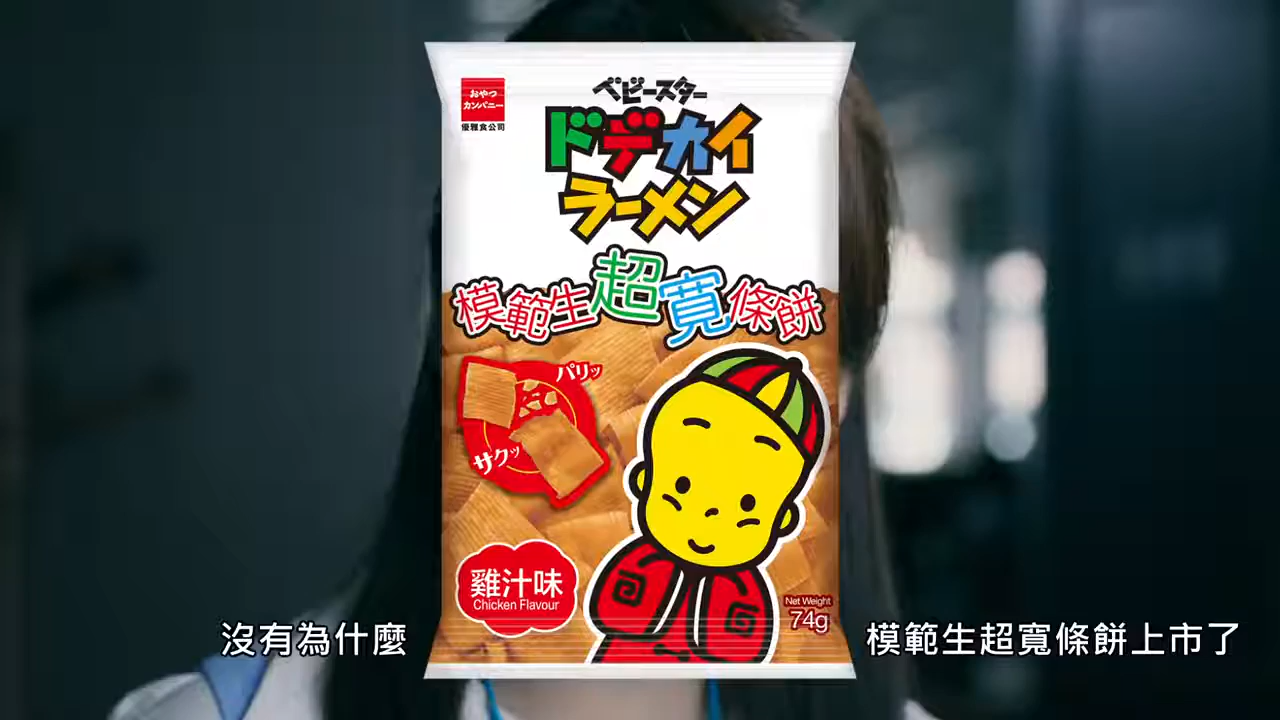 おやつ
カンパニー
優雅食公司
ベビースター
ドデカイ
ラーメン
模範生超寬條餅
パリッ
サクッ
雞汁味
Chicken Flavour
Net Weight
74g
沒有為什麼
模範生超寬條餅上市了